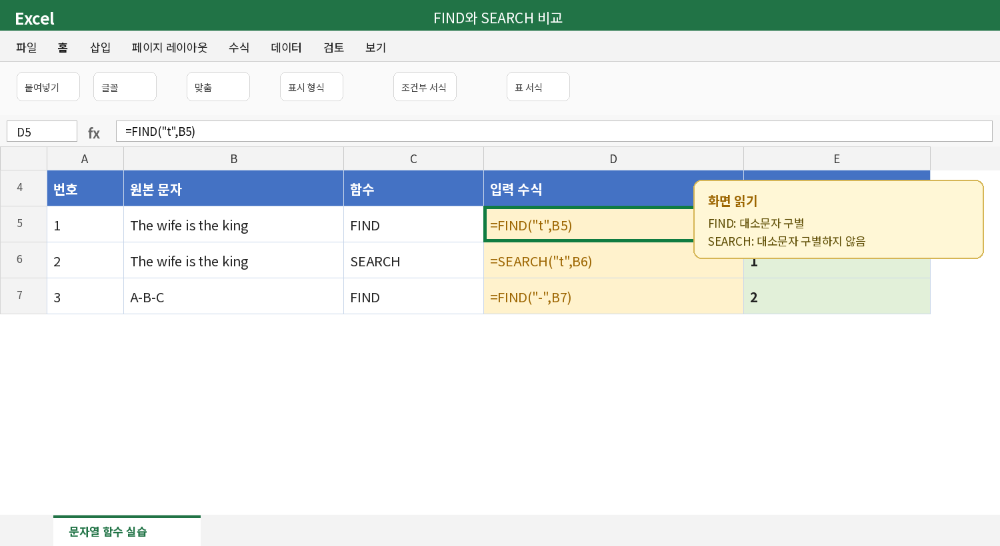 Excel
FIND와 SEARCH 비교
파일 홈 삽입 페이지 레이아웃 수식 데이터 검토 보기
붙여넣기 글꼴 맞춤 표시 형식 조건부 서식 표 서식
D5 fx =FIND("t",B5)
A B C D E
4 번호 원본 문자 함수 입력 수식
5 1 The wife is the king FIND =FIND("t",B5)
6 2 The wife is the king SEARCH =SEARCH("t",B6) 1
7 3 A-B-C FIND =FIND("-",B7) 2
화면 읽기
FIND: 대소문자 구별
SEARCH: 대소문자 구별하지 않음
문자열 함수 실습